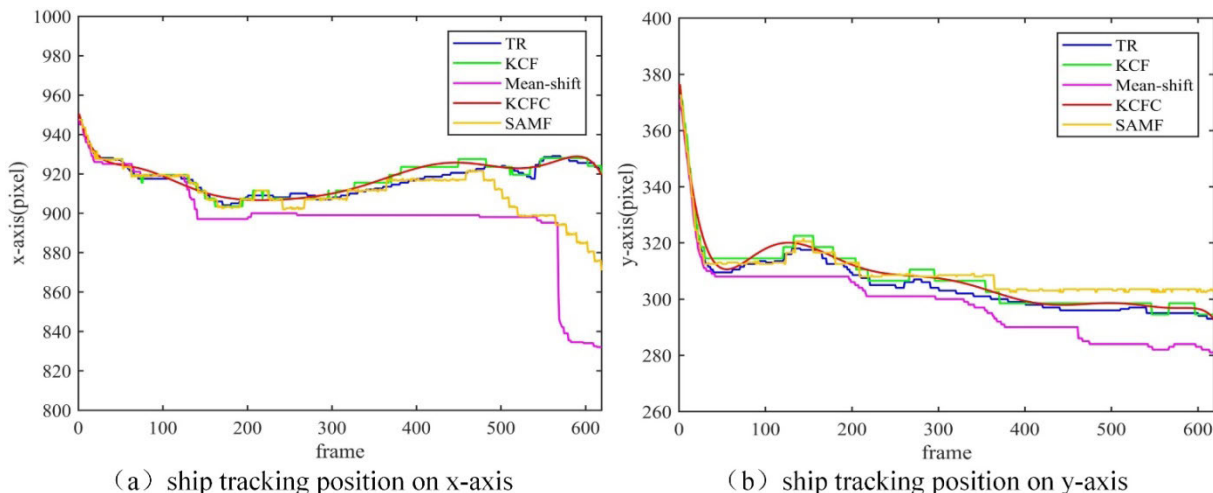 1000
980
960
940
920
900
880
860
840
820
800
x-axis(pixel)
0 100 200 300 400 500 600
frame
TR
KCF
Mean-shift
KCFC
SAMF
（a）ship tracking position on x-axis
400
380
360
340
320
300
280
260
y-axis(pixel)
0 100 200 300 400 500 600
frame
TR
KCF
Mean-shift
KCFC
SAMF
（b）ship tracking position on y-axis